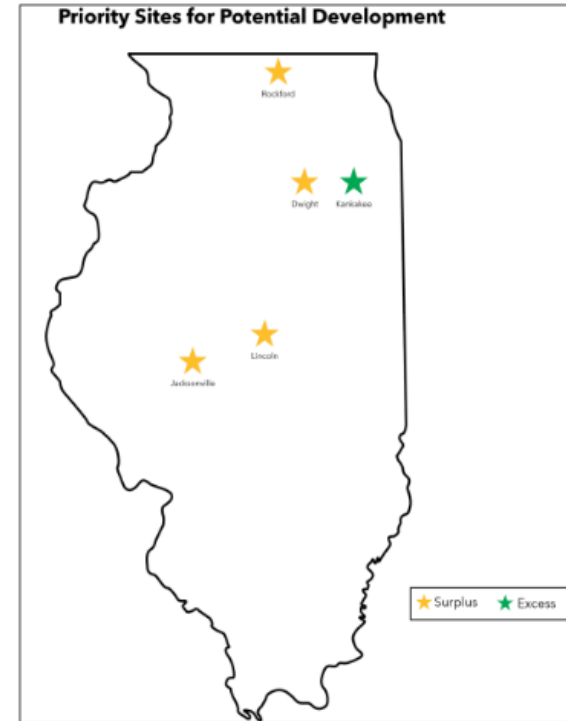 Priority Sites for Potential Development
Rockford
Dwight
Kankakee
Lincoln
Jacksonville
Surplus
Excess